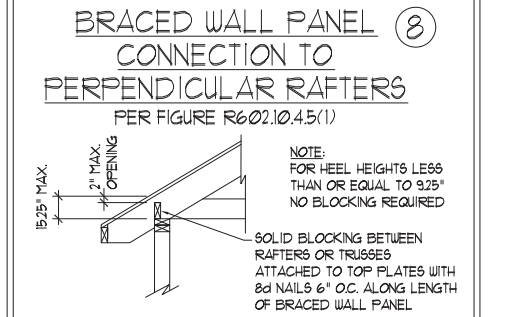 BRACED WALL PANEL
8
CONNECTION TO
PERPENDICULAR RAFTERS
PER FIGURE R602.10.4.5(1)
15.25" MAX.
2" MAX.
OPENING
NOTE:
FOR HEEL HEIGHTS LESS
THAN OR EQUAL TO 9.25"
NO BLOCKING REQUIRED
SOLID BLOCKING BETWEEN
RAFTERS OR TRUSSES
ATTACHED TO TOP PLATES WITH
8d NAILS 6" O.C. ALONG LENGTH
OF BRACED WALL PANEL